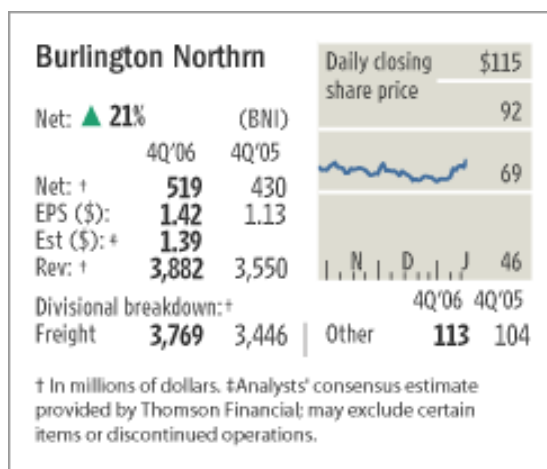 Burlington Northrn
Net: ▲ 21% (BNI)
4Q'06 4Q'05
Net: † 519 430
EPS ($): 1.42 1.13
Est ($): ‡ 1.39
Rev: † 3,882 3,550
Daily closing
share price
$115
92
69
46
N D J
Divisional breakdown:†
Freight 3,769 3,446
4Q'06 4Q'05
Other 113 104
† In millions of dollars. ‡Analysts' consensus estimate
provided by Thomson Financial; may exclude certain
items or discontinued operations.